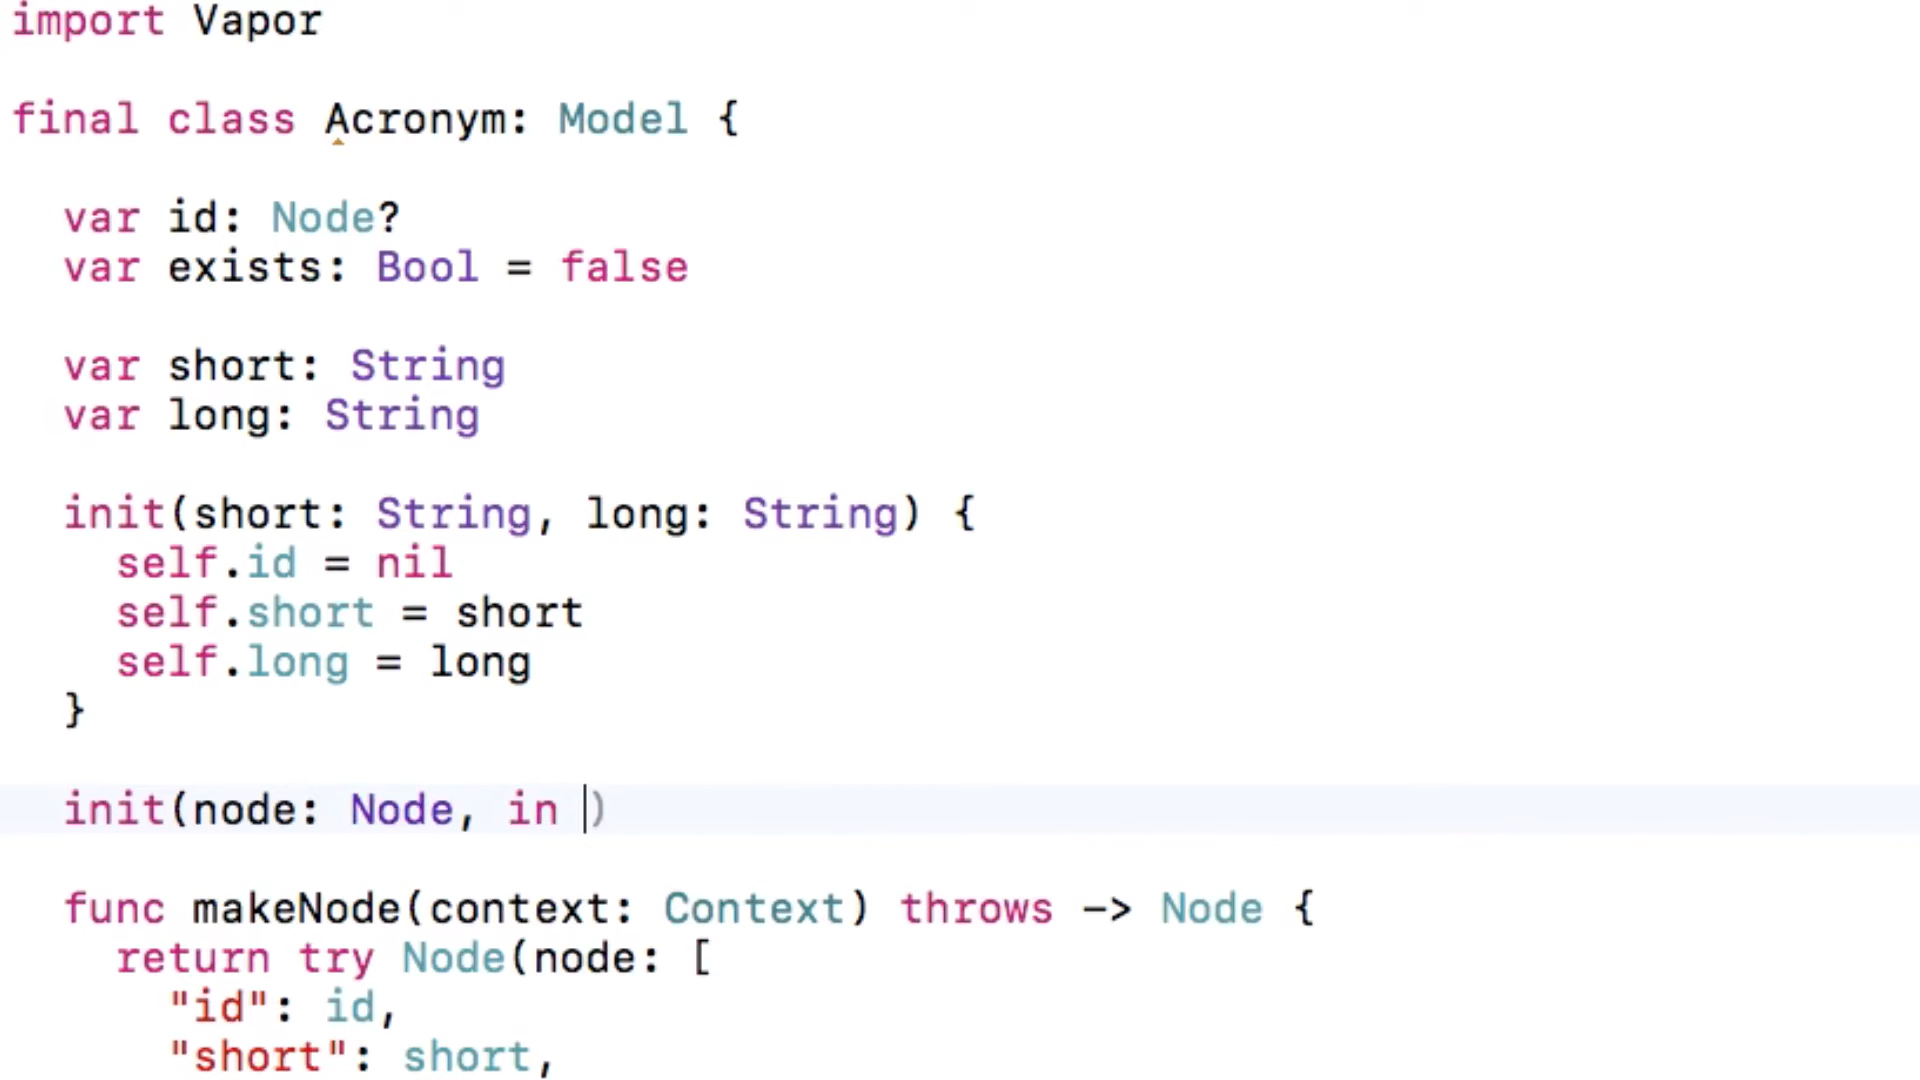 import Vapor
final class Acronym: Model {
var id: Node?
var exists: Bool = false
var short: String
var long: String
init(short: String, long: String) {
self.id = nil
self.short = short
self.long = long
}
init(node: Node, in )
func makeNode(context: Context) throws -> Node {
return try Node(node: [
"id": id,
"short": short,